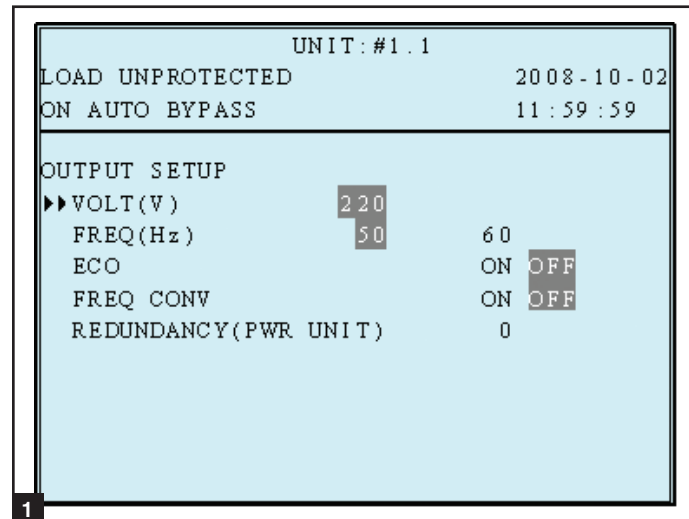 UNIT:#1.1
LOAD UNPROTECTED 2008-10-02
ON AUTO BYPASS 11:59:59
OUTPUT SETUP
VOLT(V) 220
FREQ(Hz) 50 60
ECO ON OFF
FREQ CONV ON OFF
REDUNDANCY(PWR UNIT) 0
1